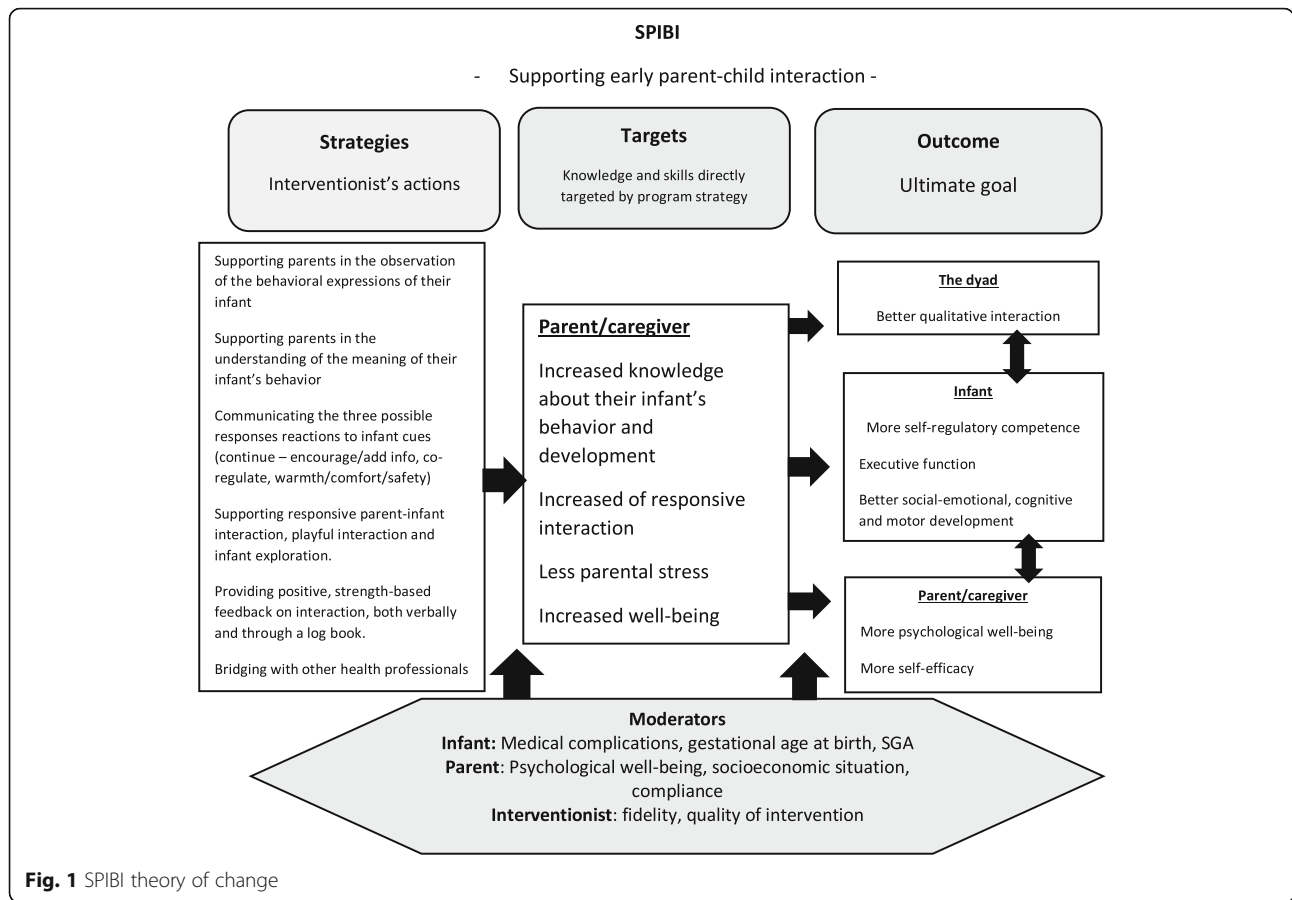 SPIBI
- Supporting early parent-child interaction -
Strategies
Interventionist's actions
Targets
Knowledge and skills directly
targeted by program strategy
Outcome
Ultimate goal
Supporting parents in the observation
of the behavioral expressions of their
infant
Supporting parents in the
understanding of the meaning of their
infant's behavior
Communicating the three possible
responses reactions to infant cues
(continue – encourage/add info, co-
regulate, warmth/comfort/safety)
Supporting responsive parent-infant
interaction, playful interaction and
infant exploration.
Providing positive, strength-based
feedback on interaction, both verbally
and through a log book.
Bridging with other health professionals
Parent/caregiver
Increased knowledge
about their infant's
behavior and
development
Increased of responsive
interaction
Less parental stress
Increased well-being
The dyad
Better qualitative interaction
Infant
More self-regulatory competence
Executive function
Better social-emotional, cognitive
and motor development
Parent/caregiver
More psychological well-being
More self-efficacy
Moderators
Infant: Medical complications, gestational age at birth, SGA
Parent: Psychological well-being, socioeconomic situation,
compliance
Interventionist: fidelity, quality of intervention
Fig. 1 SPIBI theory of change